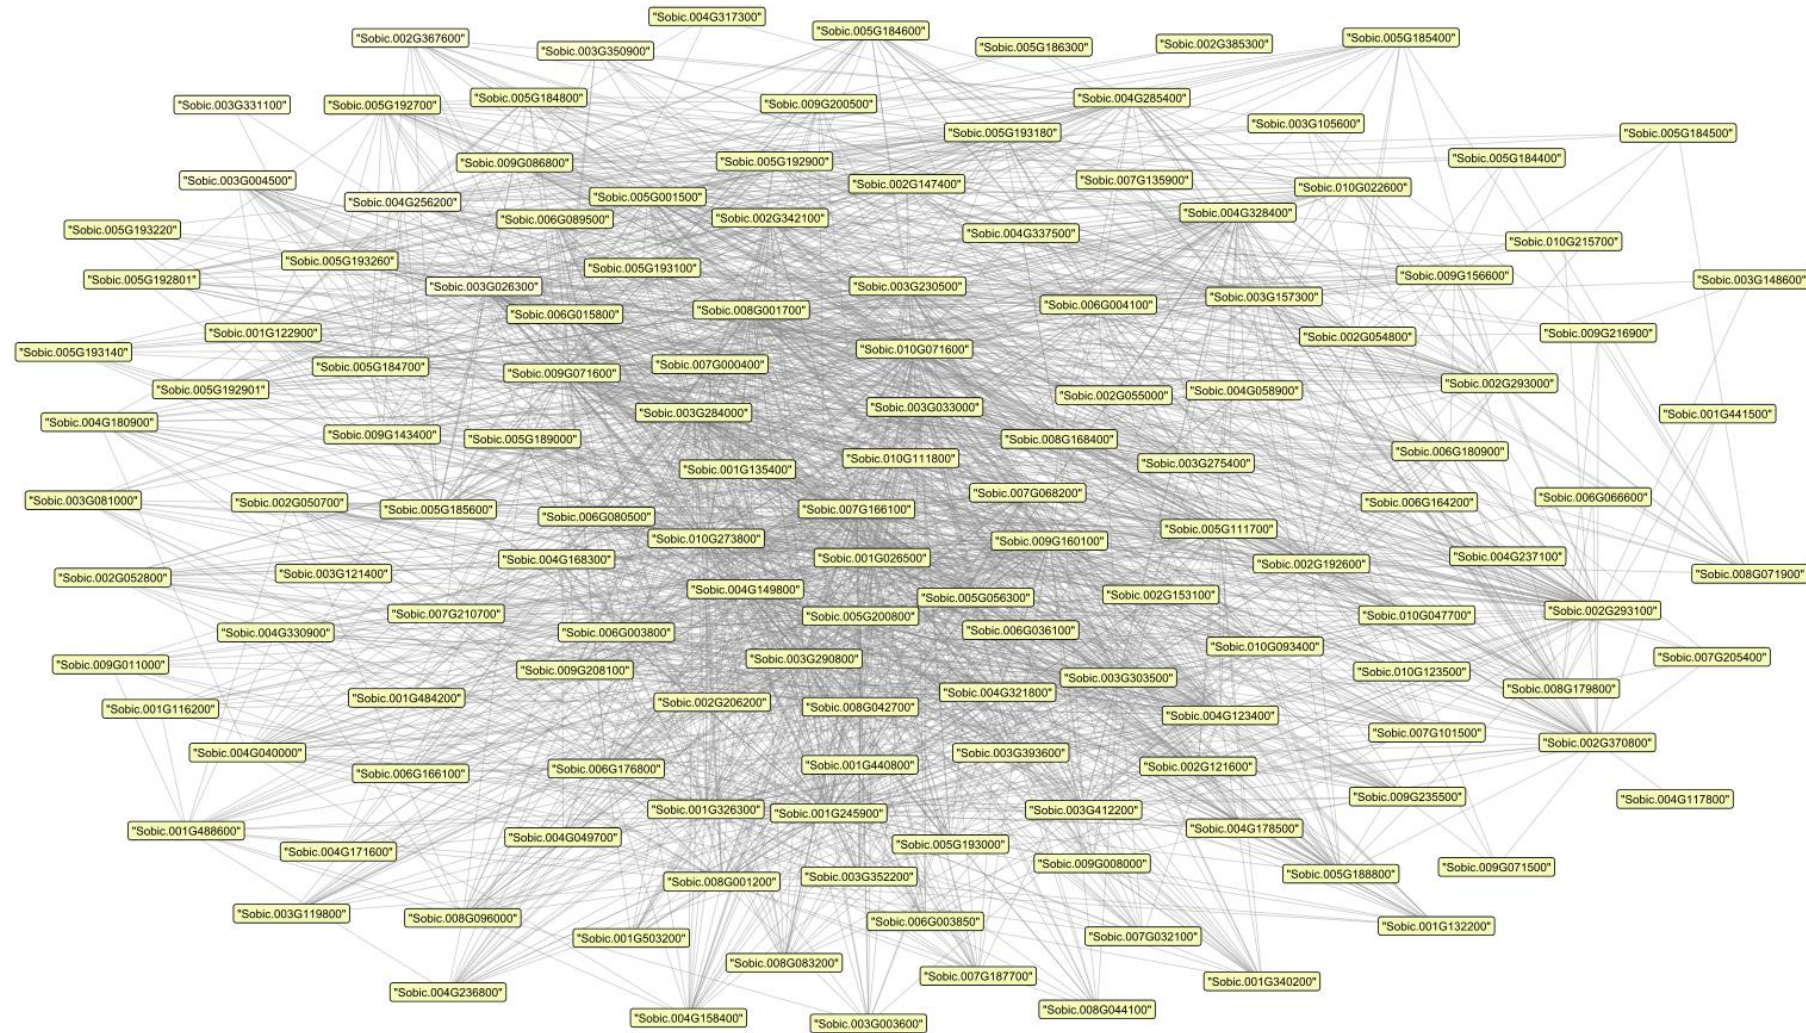 "Sobic.004G317300"
"Sobic.002G367600"
"Sobic.003G350900"
"Sobic.005G184600"
"Sobic.005G186300"
"Sobic.002G385300"
"Sobic.005G185400"
"Sobic.003G331100"
"Sobic.005G192700"
"Sobic.005G184800"
"Sobic.009G200500"
"Sobic.004G285400"
"Sobic.005G193180"
"Sobic.003G105600"
"Sobic.005G184500"
"Sobic.009G086800"
"Sobic.005G192900"
"Sobic.005G184400"
"Sobic.003G004500"
"Sobic.004G256200"
"Sobic.005G001500"
"Sobic.002G147400"
"Sobic.007G135900"
"Sobic.010G022600"
"Sobic.006G089500"
"Sobic.002G342100"
"Sobic.004G328400"
"Sobic.005G193220"
"Sobic.004G337500"
"Sobic.010G215700"
"Sobic.005G193260"
"Sobic.005G193100"
"Sobic.005G192801"
"Sobic.003G026300"
"Sobic.003G230500"
"Sobic.009G156600"
"Sobic.003G148600"
"Sobic.006G015800"
"Sobic.008G001700"
"Sobic.006G004100"
"Sobic.003G157300"
"Sobic.001G122900"
"Sobic.002G054800"
"Sobic.009G216900"
"Sobic.005G193140"
"Sobic.010G071600"
"Sobic.005G184700"
"Sobic.009G071600"
"Sobic.007G000400"
"Sobic.005G192901"
"Sobic.002G055000"
"Sobic.004G058900"
"Sobic.002G293000"
"Sobic.004G180900"
"Sobic.003G284000"
"Sobic.003G033000"
"Sobic.001G441500"
"Sobic.009G143400"
"Sobic.005G189000"
"Sobic.008G168400"
"Sobic.001G135400"
"Sobic.010G111800"
"Sobic.003G275400"
"Sobic.006G180900"
"Sobic.003G081000"
"Sobic.002G050700"
"Sobic.005G185600"
"Sobic.006G080500"
"Sobic.007G166100"
"Sobic.007G068200"
"Sobic.006G164200"
"Sobic.006G066600"
"Sobic.010G273800"
"Sobic.009G160100"
"Sobic.005G111700"
"Sobic.004G168300"
"Sobic.001G026500"
"Sobic.002G192600"
"Sobic.004G237100"
"Sobic.002G052800"
"Sobic.003G121400"
"Sobic.008G071900"
"Sobic.004G149800"
"Sobic.005G056300"
"Sobic.002G153100"
"Sobic.007G210700"
"Sobic.005G200800"
"Sobic.010G047700"
"Sobic.002G293100"
"Sobic.004G330900"
"Sobic.006G003800"
"Sobic.006G036100"
"Sobic.010G093400"
"Sobic.009G011000"
"Sobic.009G208100"
"Sobic.003G290800"
"Sobic.003G303500"
"Sobic.010G123500"
"Sobic.007G205400"
"Sobic.001G116200"
"Sobic.001G484200"
"Sobic.002G206200"
"Sobic.008G042700"
"Sobic.004G321800"
"Sobic.004G123400"
"Sobic.008G179800"
"Sobic.004G040000"
"Sobic.003G393600"
"Sobic.007G101500"
"Sobic.002G370800"
"Sobic.006G166100"
"Sobic.006G176800"
"Sobic.001G440800"
"Sobic.002G121600"
"Sobic.001G326300"
"Sobic.001G245900"
"Sobic.003G412200"
"Sobic.009G235500"
"Sobic.004G117800"
"Sobic.001G488600"
"Sobic.004G049700"
"Sobic.005G193000"
"Sobic.004G178500"
"Sobic.004G171600"
"Sobic.009G008000"
"Sobic.005G188800"
"Sobic.009G071500"
"Sobic.008G001200"
"Sobic.003G352200"
"Sobic.003G119800"
"Sobic.008G096000"
"Sobic.006G003850"
"Sobic.001G132200"
"Sobic.001G503200"
"Sobic.007G032100"
"Sobic.008G083200"
"Sobic.007G187700"
"Sobic.001G340200"
"Sobic.004G236800"
"Sobic.004G158400"
"Sobic.003G003600"
"Sobic.008G044100"